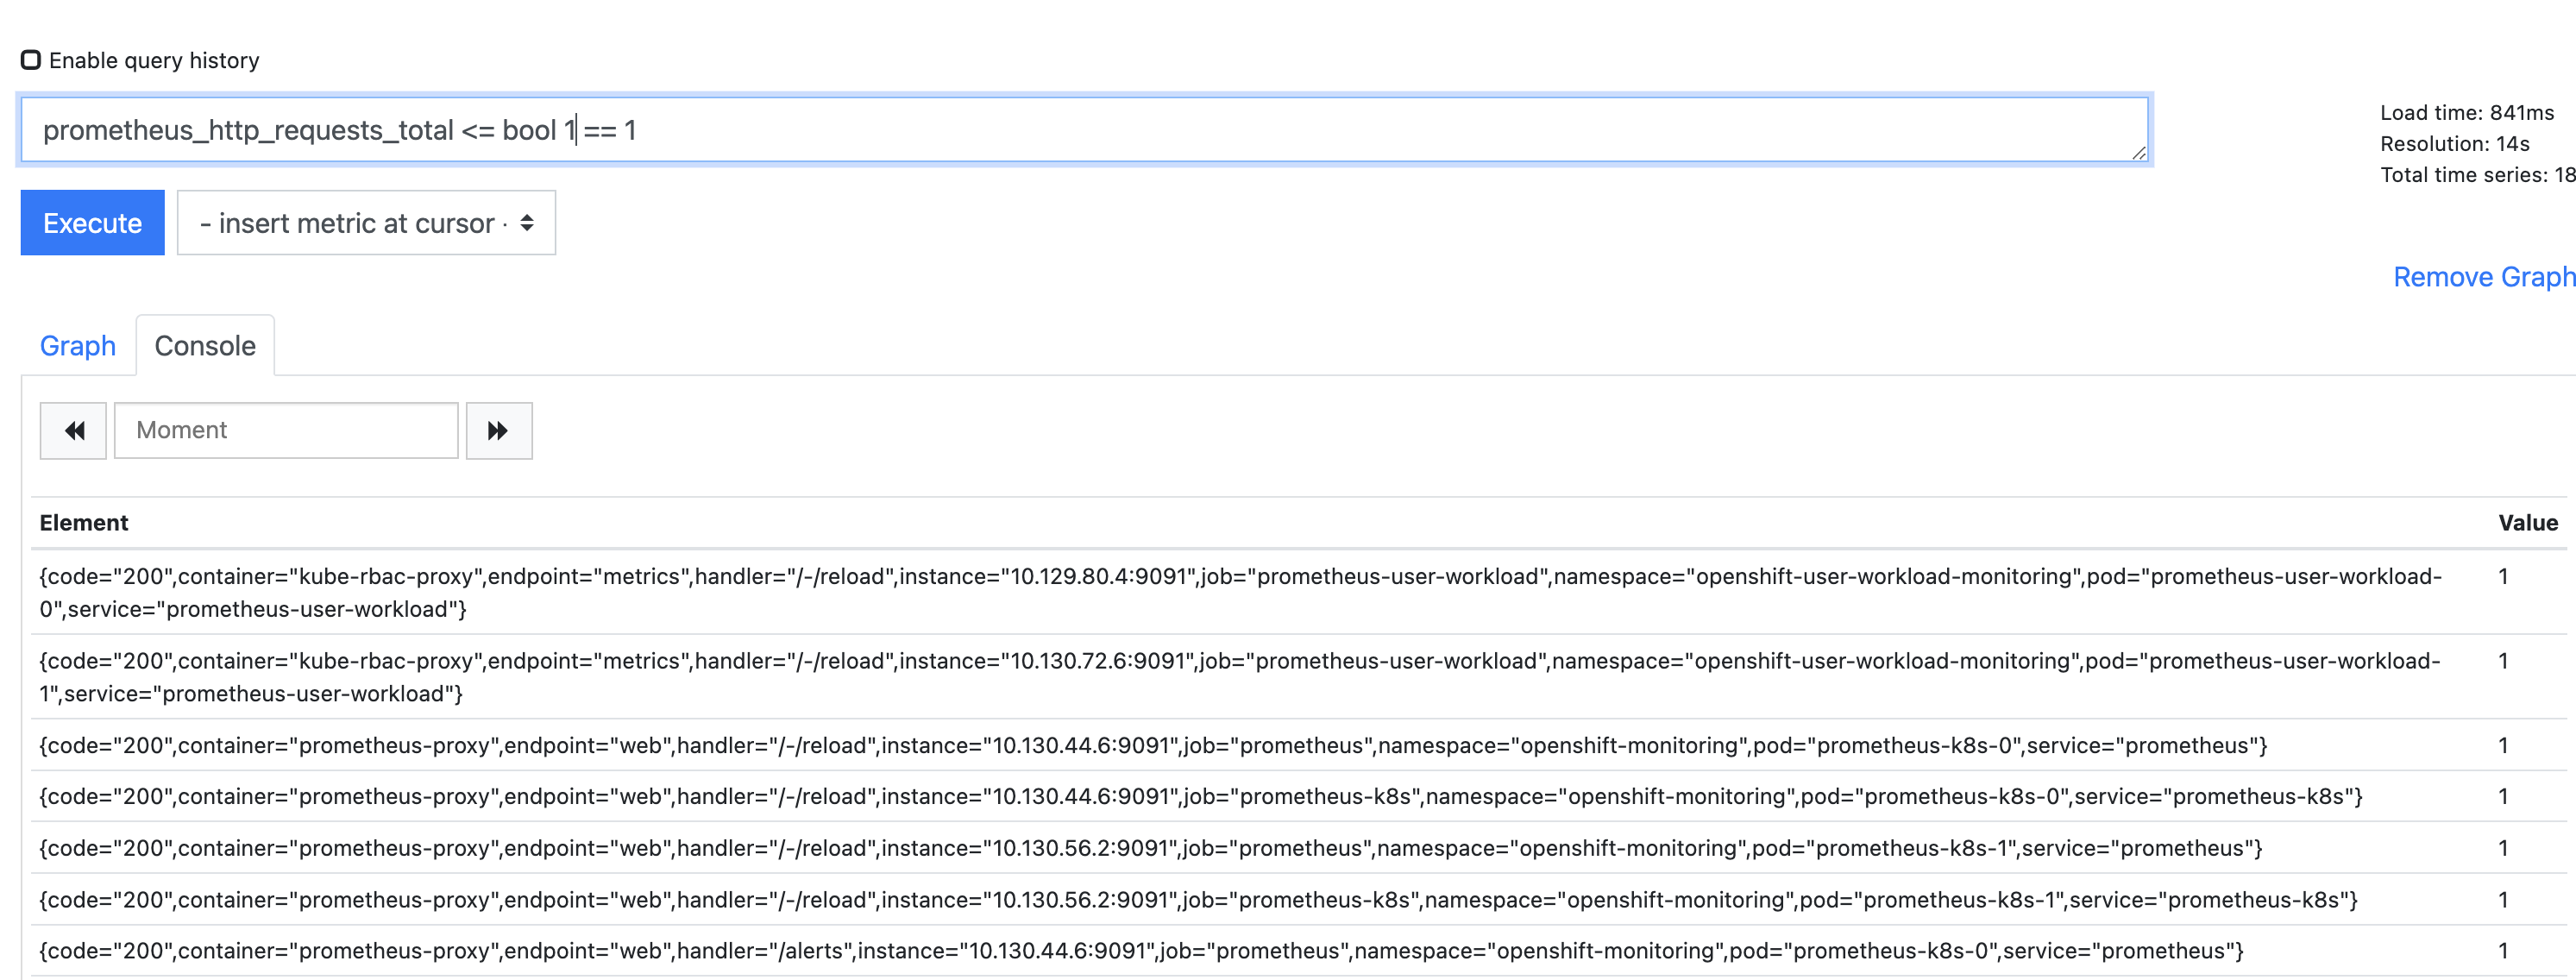 Enable query history
prometheus_http_requests_total <= bool 1 == 1
Load time: 841ms
Resolution: 14s
Total time series: 18
Execute
- insert metric at cursor -
Remove Graph
Graph
Console
Moment
Element Value
{code="200",container="kube-rbac-proxy",endpoint="metrics",handler="/-/reload",instance="10.129.80.4:9091",job="prometheus-user-workload",namespace="openshift-user-workload-monitoring",pod="prometheus-user-workload- 1
0",service="prometheus-user-workload"}
{code="200",container="kube-rbac-proxy",endpoint="metrics",handler="/-/reload",instance="10.130.72.6:9091",job="prometheus-user-workload",namespace="openshift-user-workload-monitoring",pod="prometheus-user-workload- 1
1",service="prometheus-user-workload"}
{code="200",container="prometheus-proxy",endpoint="web",handler="/-/reload",instance="10.130.44.6:9091",job="prometheus",namespace="openshift-monitoring",pod="prometheus-k8s-0",service="prometheus"} 1
{code="200",container="prometheus-proxy",endpoint="web",handler="/-/reload",instance="10.130.44.6:9091",job="prometheus-k8s",namespace="openshift-monitoring",pod="prometheus-k8s-0",service="prometheus-k8s"} 1
{code="200",container="prometheus-proxy",endpoint="web",handler="/-/reload",instance="10.130.56.2:9091",job="prometheus",namespace="openshift-monitoring",pod="prometheus-k8s-1",service="prometheus"} 1
{code="200",container="prometheus-proxy",endpoint="web",handler="/-/reload",instance="10.130.56.2:9091",job="prometheus-k8s",namespace="openshift-monitoring",pod="prometheus-k8s-1",service="prometheus-k8s"} 1
{code="200",container="prometheus-proxy",endpoint="web",handler="/alerts",instance="10.130.44.6:9091",job="prometheus",namespace="openshift-monitoring",pod="prometheus-k8s-0",service="prometheus"} 1